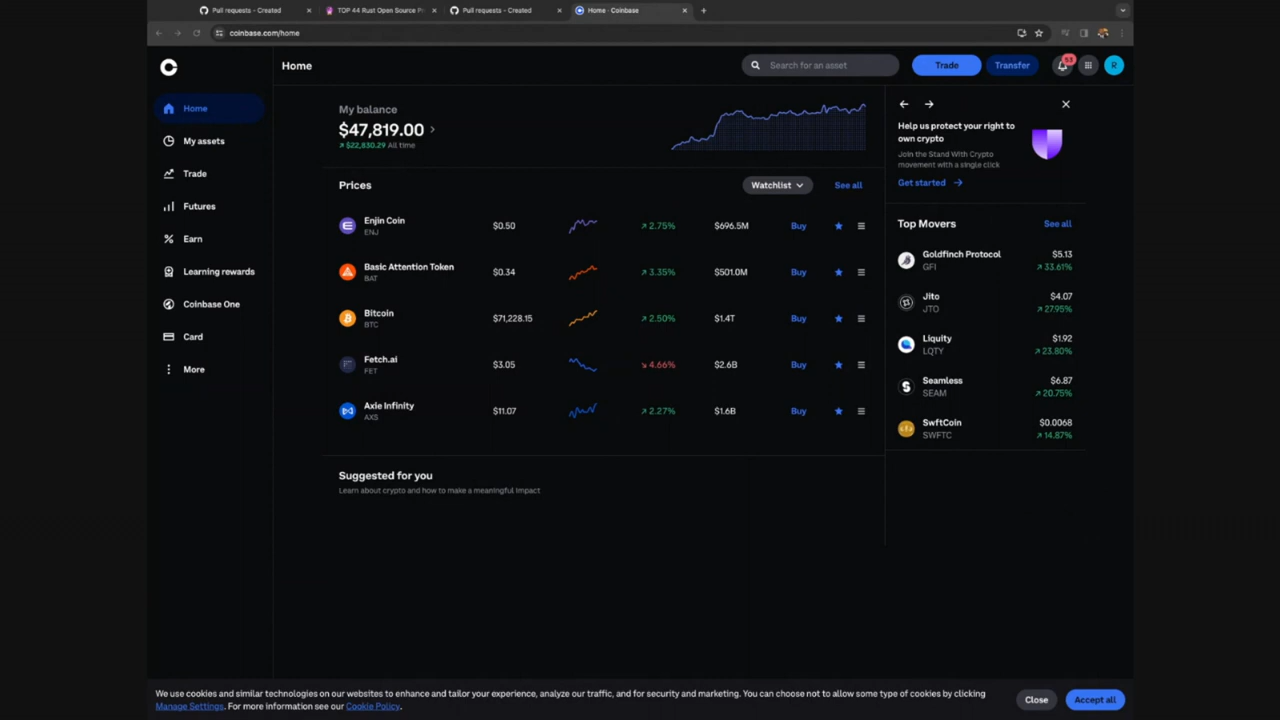 Pull requests - Created
TOP 44 Rust Open Source Pr
Pull requests - Created
Home - Coinbase
coinbase.com/home
Home
Search for an asset
Trade
Transfer
53
R
Home
My assets
Trade
Futures
Earn
Learning rewards
Coinbase One
Card
More
My balance
$47,819.00
↗ $22,830.29 All time
Prices
Watchlist
See all
Enjin Coin
ENJ
$0.50
↗ 2.75%
$696.5M
Buy
Basic Attention Token
BAT
$0.34
↗ 3.35%
$501.0M
Buy
Bitcoin
BTC
$71,228.15
↗ 2.50%
$1.4T
Buy
Fetch.ai
FET
$3.05
↘ 4.66%
$2.6B
Buy
Axie Infinity
AXS
$11.07
↗ 2.27%
$1.6B
Buy
Suggested for you
Learn about crypto and how to make a meaningful impact
Help us protect your right to
own crypto
Join the Stand With Crypto
movement with a single click
Get started
Top Movers
See all
Goldfinch Protocol
GFI
$5.13
↗ 33.61%
Jito
JTO
$4.07
↗ 27.95%
Liquity
LQTY
$1.92
↗ 23.80%
Seamless
SEAM
$6.87
↗ 20.75%
SwftCoin
SWFTC
$0.0068
↗ 14.87%
We use cookies and similar technologies on our websites to enhance and tailor your experience, analyze our traffic, and for security and marketing. You can choose not to allow some type of cookies by clicking
Manage Settings. For more information see our Cookie Policy.
Close
Accept all